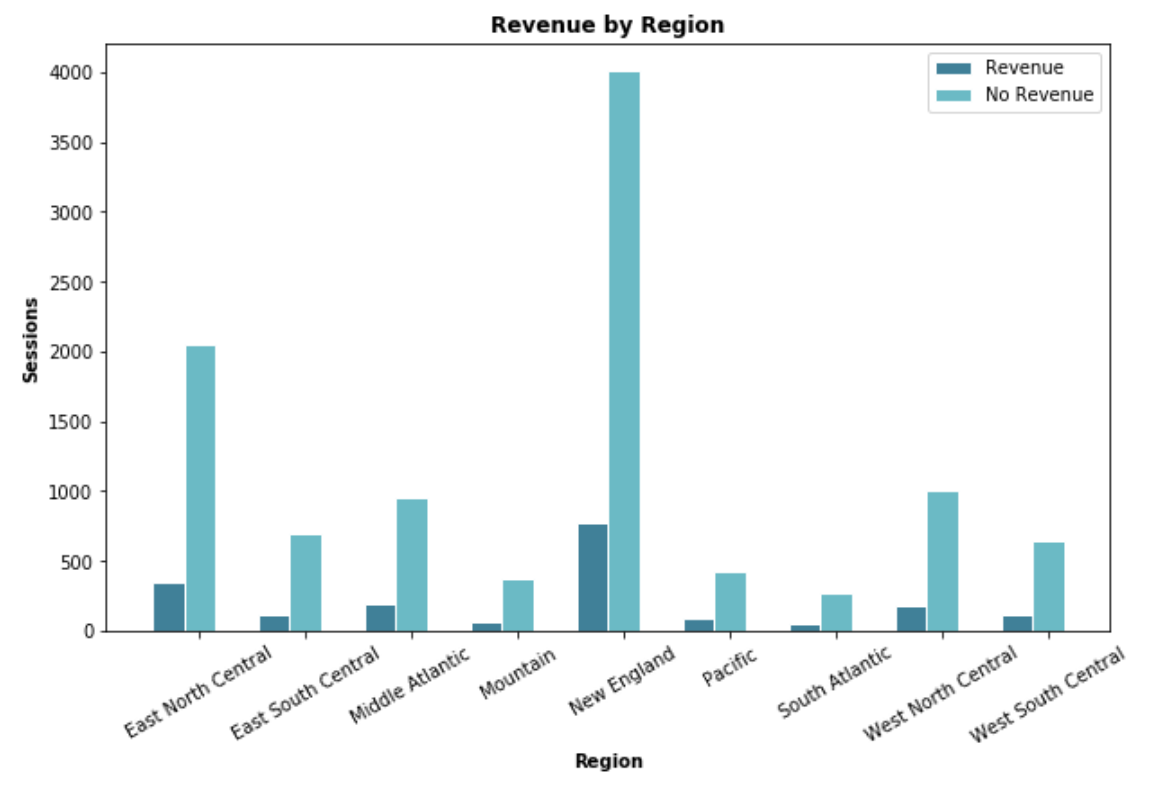 Revenue by Region
Revenue
No Revenue
4000
3500
3000
2500
2000
1500
1000
500
0
Sessions
East North Central
East South Central
Middle Atlantic
Mountain
New England
Pacific
South Atlantic
West North Central
West South Central
Region